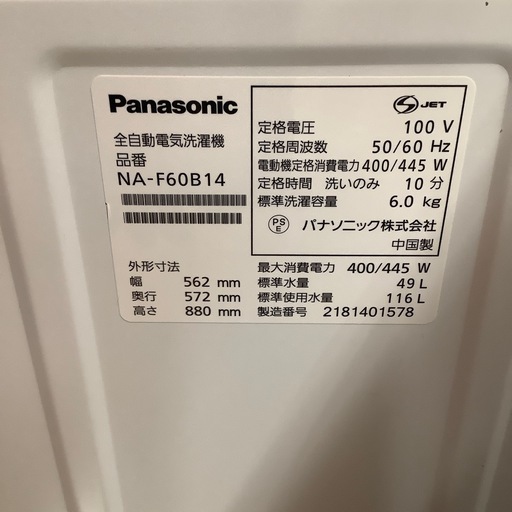 Panasonic
全自動電気洗濯機
品番
NA-F60B14
外形寸法
幅 562 mm
奥行 572 mm
高さ 880 mm
S JET
定格電圧 100 V
定格周波数 50/60 Hz
電動機定格消費電力 400/445 W
定格時間 洗いのみ 10 分
標準洗濯容量 6.0 kg
PSE パナソニック株式会社
中国製
最大消費電力 400/445 W
標準水量 49 L
標準使用水量 116 L
製造番号 2181401578